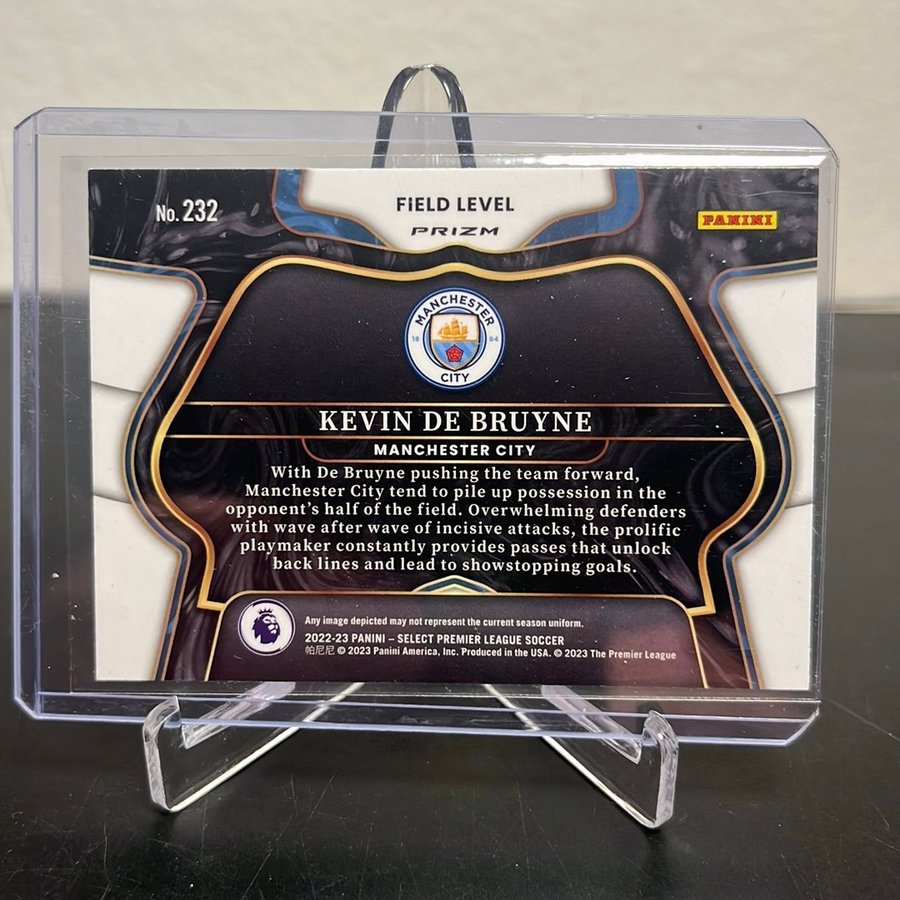 No. 232
FIELD LEVEL
PRIZM
PANINI
MANCHESTER
18 94
CITY
KEVIN DE BRUYNE
MANCHESTER CITY
With De Bruyne pushing the team forward,
Manchester City tend to pile up possession in the
opponent's half of the field. Overwhelming defenders
with wave after wave of incisive attacks, the prolific
playmaker constantly provides passes that unlock
back lines and lead to showstopping goals.
Any image depicted may not represent the current season uniform.
2022-23 PANINI – SELECT PREMIER LEAGUE SOCCER
帕尼尼 © 2023 Panini America, Inc. Produced in the USA. © 2023 The Premier League